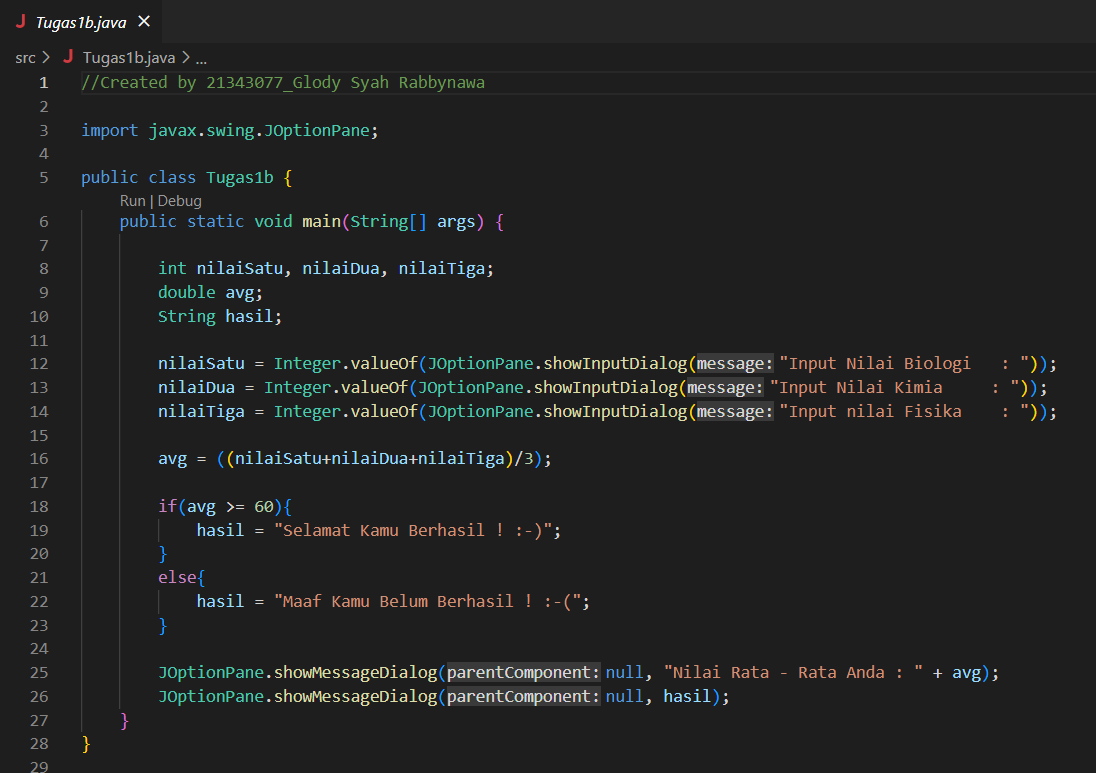 J Tugas1b.java ×
src > J Tugas1b.java > ...
1 //Created by 21343077_Glody Syah Rabbynawa
2
3 import javax.swing.JOptionPane;
4
5 public class Tugas1b {
Run | Debug
6 public static void main(String[] args) {
7
8 int nilaiSatu, nilaiDua, nilaiTiga;
9 double avg;
10 String hasil;
11
12 nilaiSatu = Integer.valueOf(JOptionPane.showInputDialog(message: "Input Nilai Biologi   : "));
13 nilaiDua = Integer.valueOf(JOptionPane.showInputDialog(message: "Input Nilai Kimia     : "));
14 nilaiTiga = Integer.valueOf(JOptionPane.showInputDialog(message: "Input nilai Fisika    : "));
15
16 avg = ((nilaiSatu+nilaiDua+nilaiTiga)/3);
17
18 if(avg >= 60){
19 hasil = "Selamat Kamu Berhasil ! :-)";
20 }
21 else{
22 hasil = "Maaf Kamu Belum Berhasil ! :-(";
23 }
24
25 JOptionPane.showMessageDialog(parentComponent: null, "Nilai Rata - Rata Anda : " + avg);
26 JOptionPane.showMessageDialog(parentComponent: null, hasil);
27 }
28 }
29